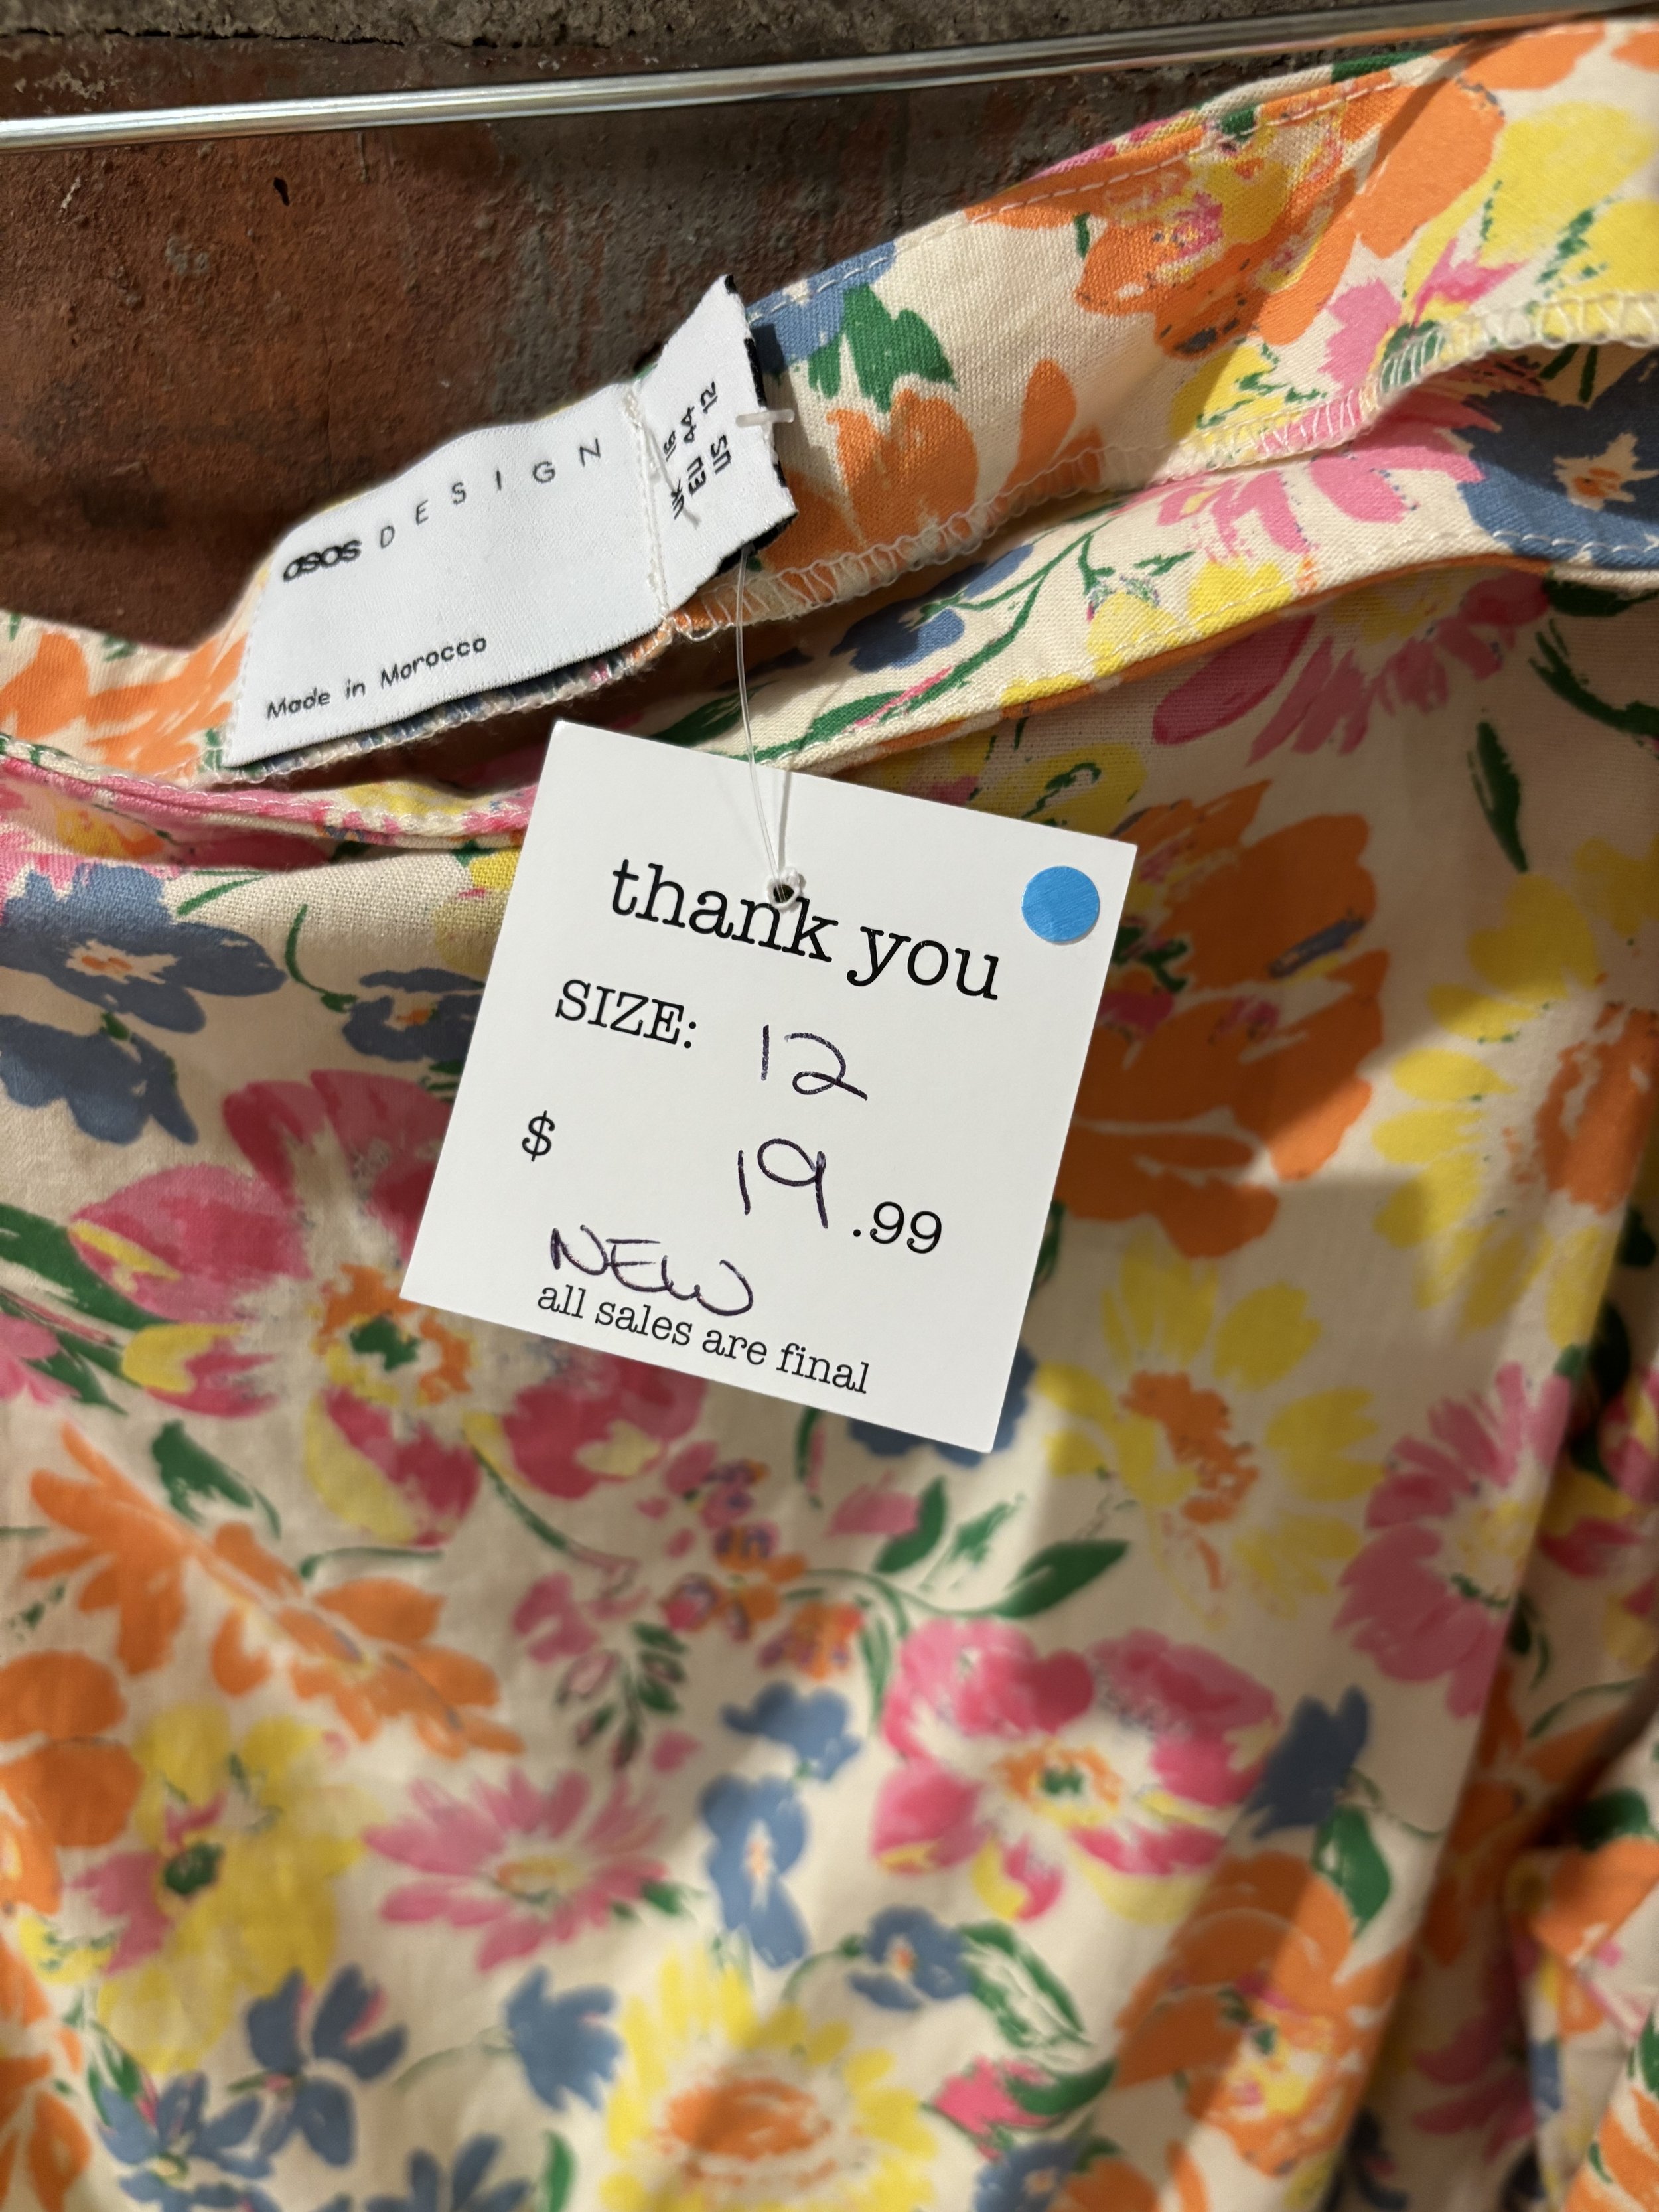 asos DESIGN
Made in Morocco
UK 16
EU 44
US 12
thank you
SIZE: 12
$ 19.99
NEW
all sales are final